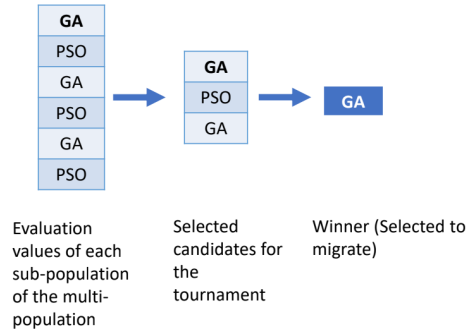 GA
PSO
GA
PSO
GA
PSO
GA
PSO
GA
GA
Evaluation
values of each
sub-population
of the multi-
population
Selected
candidates for
the
tournament
Winner (Selected to
migrate)